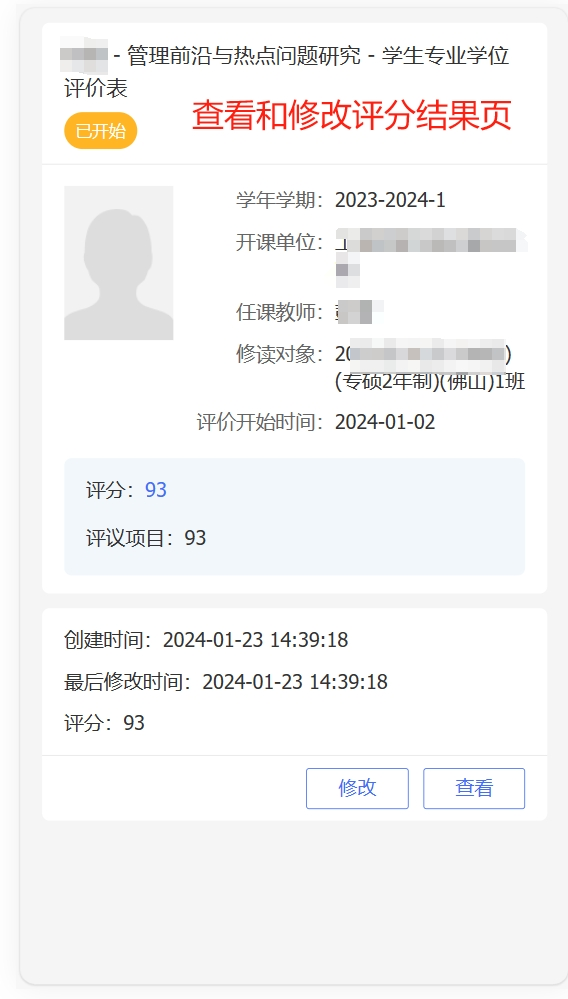 - 管理前沿与热点问题研究 - 学生专业学位
评价表
查看和修改评分结果页
已开始
学年学期：2023-2024-1
开课单位：
任课教师：
修读对象：20 )
(专硕2年制)(佛山)1班
评价开始时间：2024-01-02
评分：93
评议项目：93
创建时间：2024-01-23 14:39:18
最后修改时间：2024-01-23 14:39:18
评分：93
修改 查看